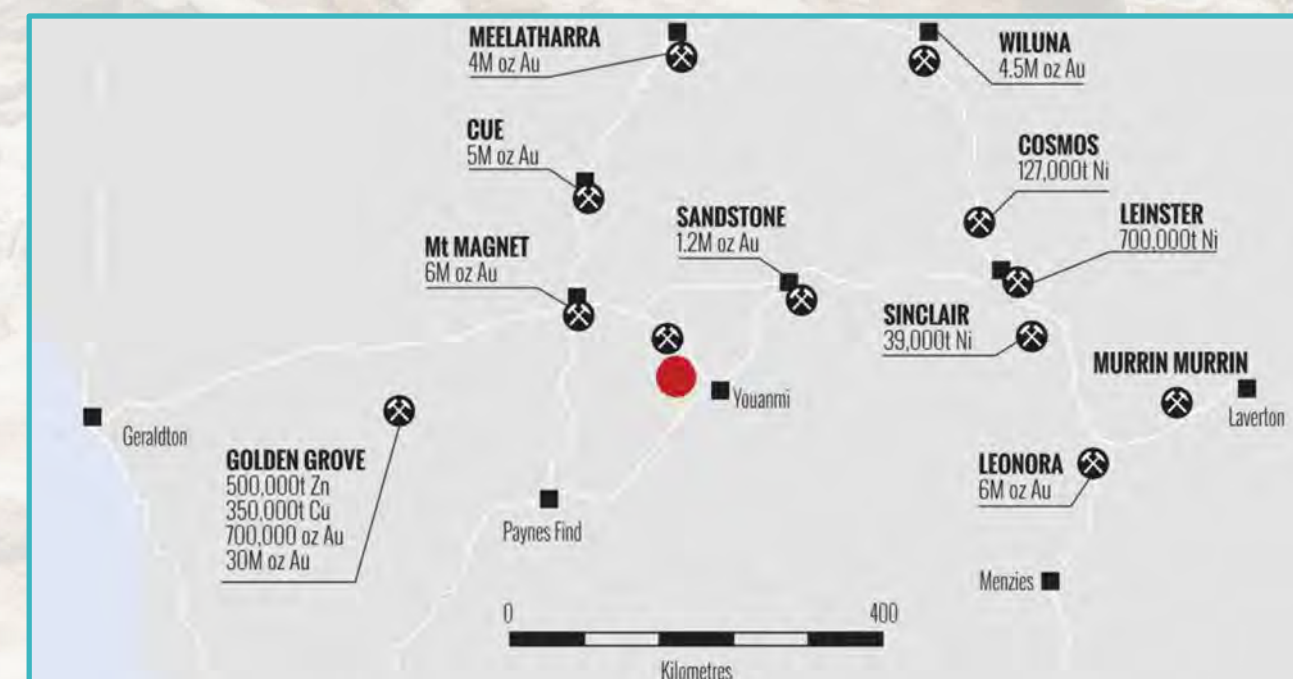 MEELATHARRA
4M oz Au
WILUNA
4.5M oz Au
CUE
5M oz Au
COSMOS
127,000t Ni
SANDSTONE
1.2M oz Au
LEINSTER
700,000t Ni
Mt MAGNET
6M oz Au
SINCLAIR
39,000t Ni
MURRIN MURRIN
Youanmi
Laverton
Geraldton
GOLDEN GROVE
500,000t Zn
350,000t Cu
700,000 oz Au
30M oz Au
LEONORA
6M oz Au
Paynes Find
Menzies
0 400
Kilometres